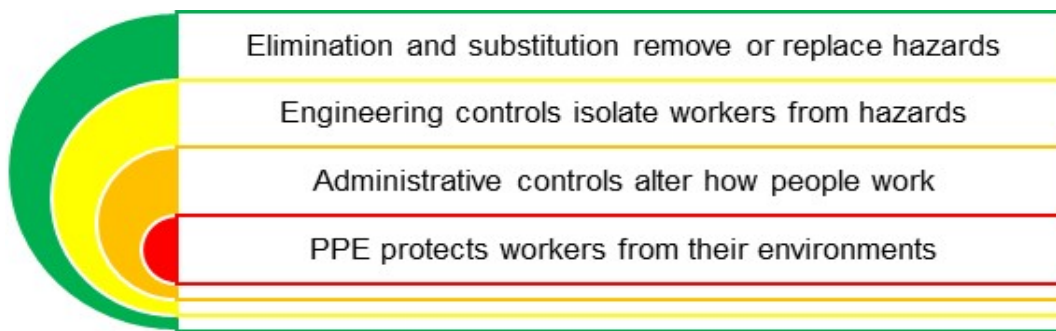 Elimination and substitution remove or replace hazards
Engineering controls isolate workers from hazards
Administrative controls alter how people work
PPE protects workers from their environments